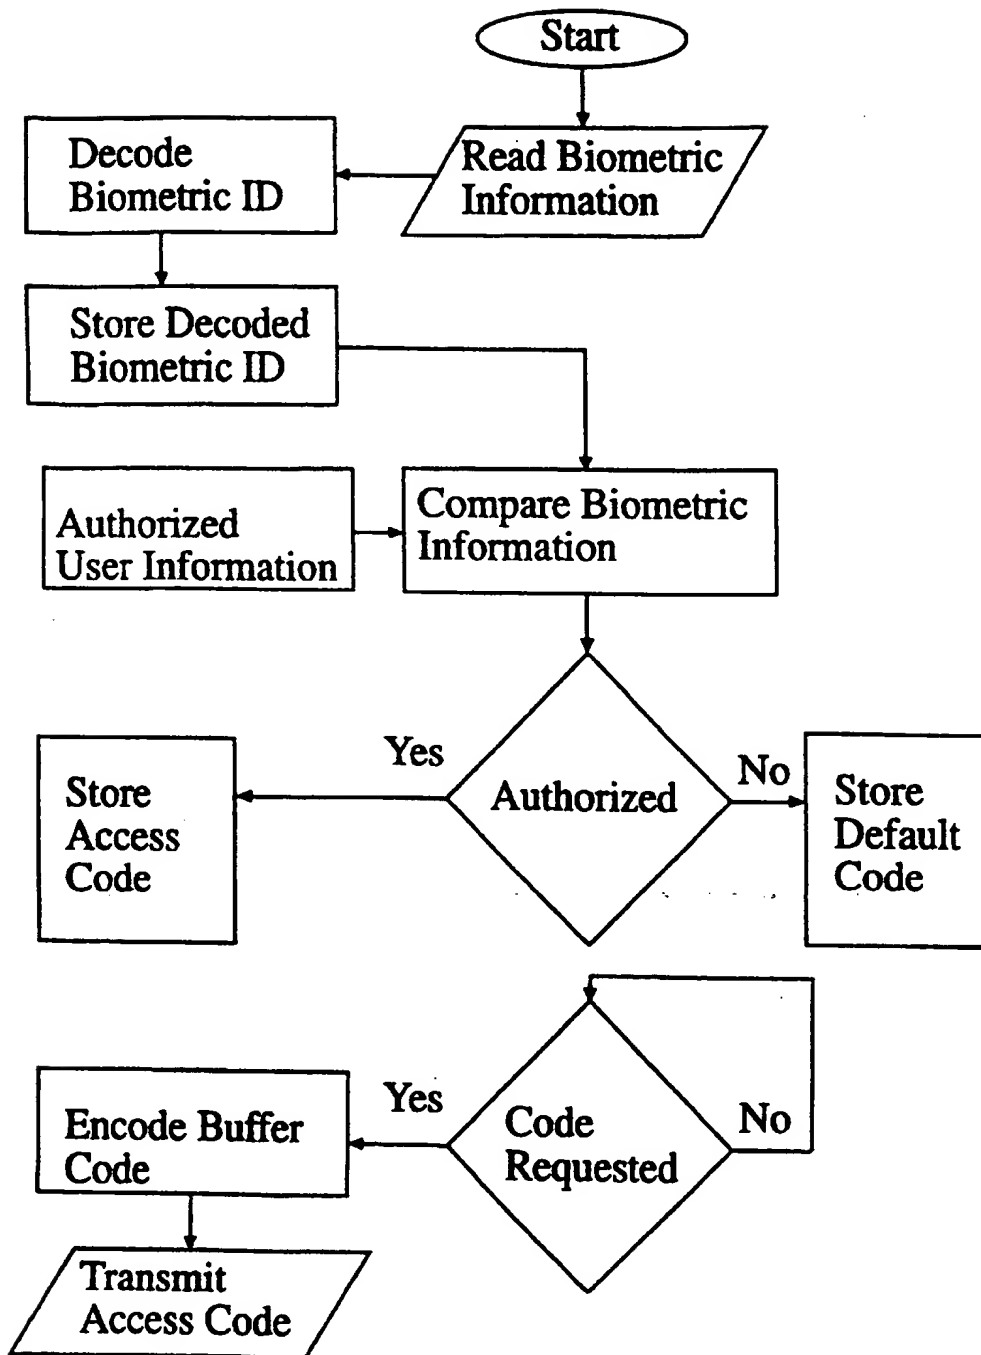 Start
Read Biometric
Information
Decode
Biometric ID
Store Decoded
Biometric ID
Authorized
User Information
Compare Biometric
Information
Authorized
Yes
No
Store
Access
Code
Store
Default
Code
Code
Requested
Yes
No
Encode Buffer
Code
Transmit
Access Code